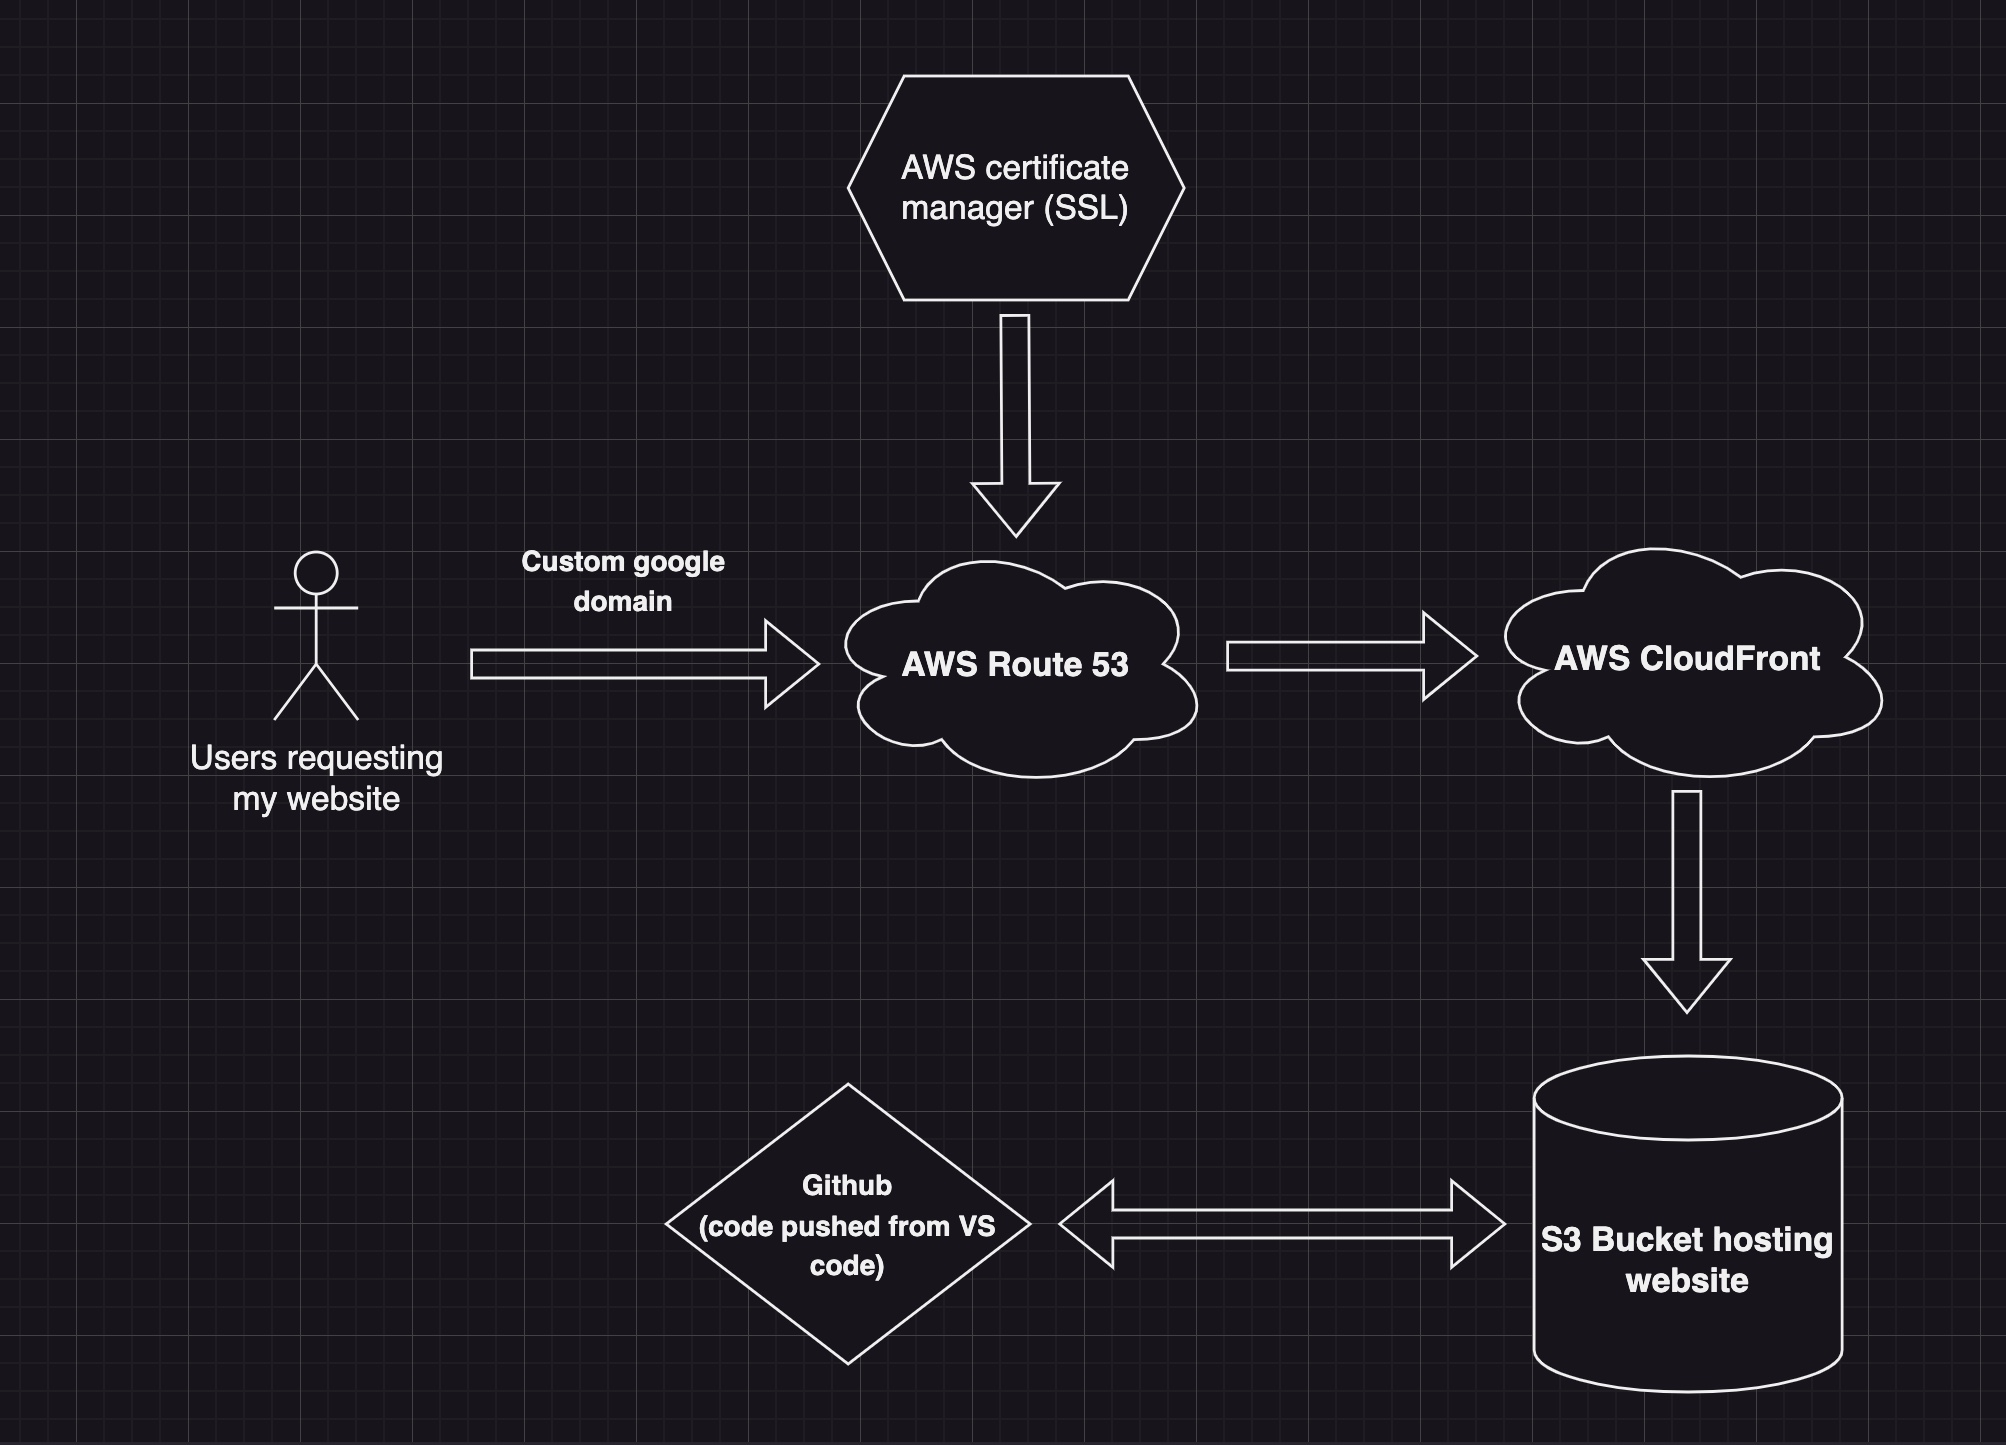 AWS certificate
manager (SSL)
Custom google
domain
AWS Route 53
AWS CloudFront
Users requesting
my website
Github
(code pushed from VS
code)
S3 Bucket hosting
website